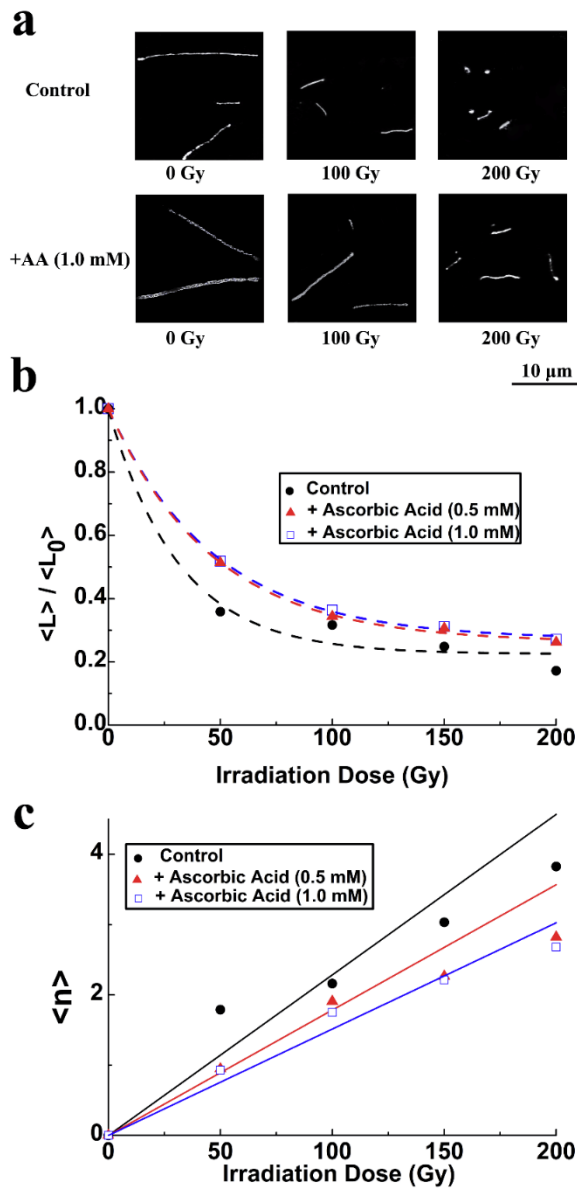 a
Control
0 Gy 100 Gy 200 Gy
+AA (1.0 mM)
0 Gy 100 Gy 200 Gy
10 μm
b
1.0
0.8
0.6
0.4
0.2
0.0
<L> / <L0>
Control
+ Ascorbic Acid (0.5 mM)
+ Ascorbic Acid (1.0 mM)
0 50 100 150 200
Irradiation Dose (Gy)
c
4
2
0
<n>
Control
+ Ascorbic Acid (0.5 mM)
+ Ascorbic Acid (1.0 mM)
0 50 100 150 200
Irradiation Dose (Gy)